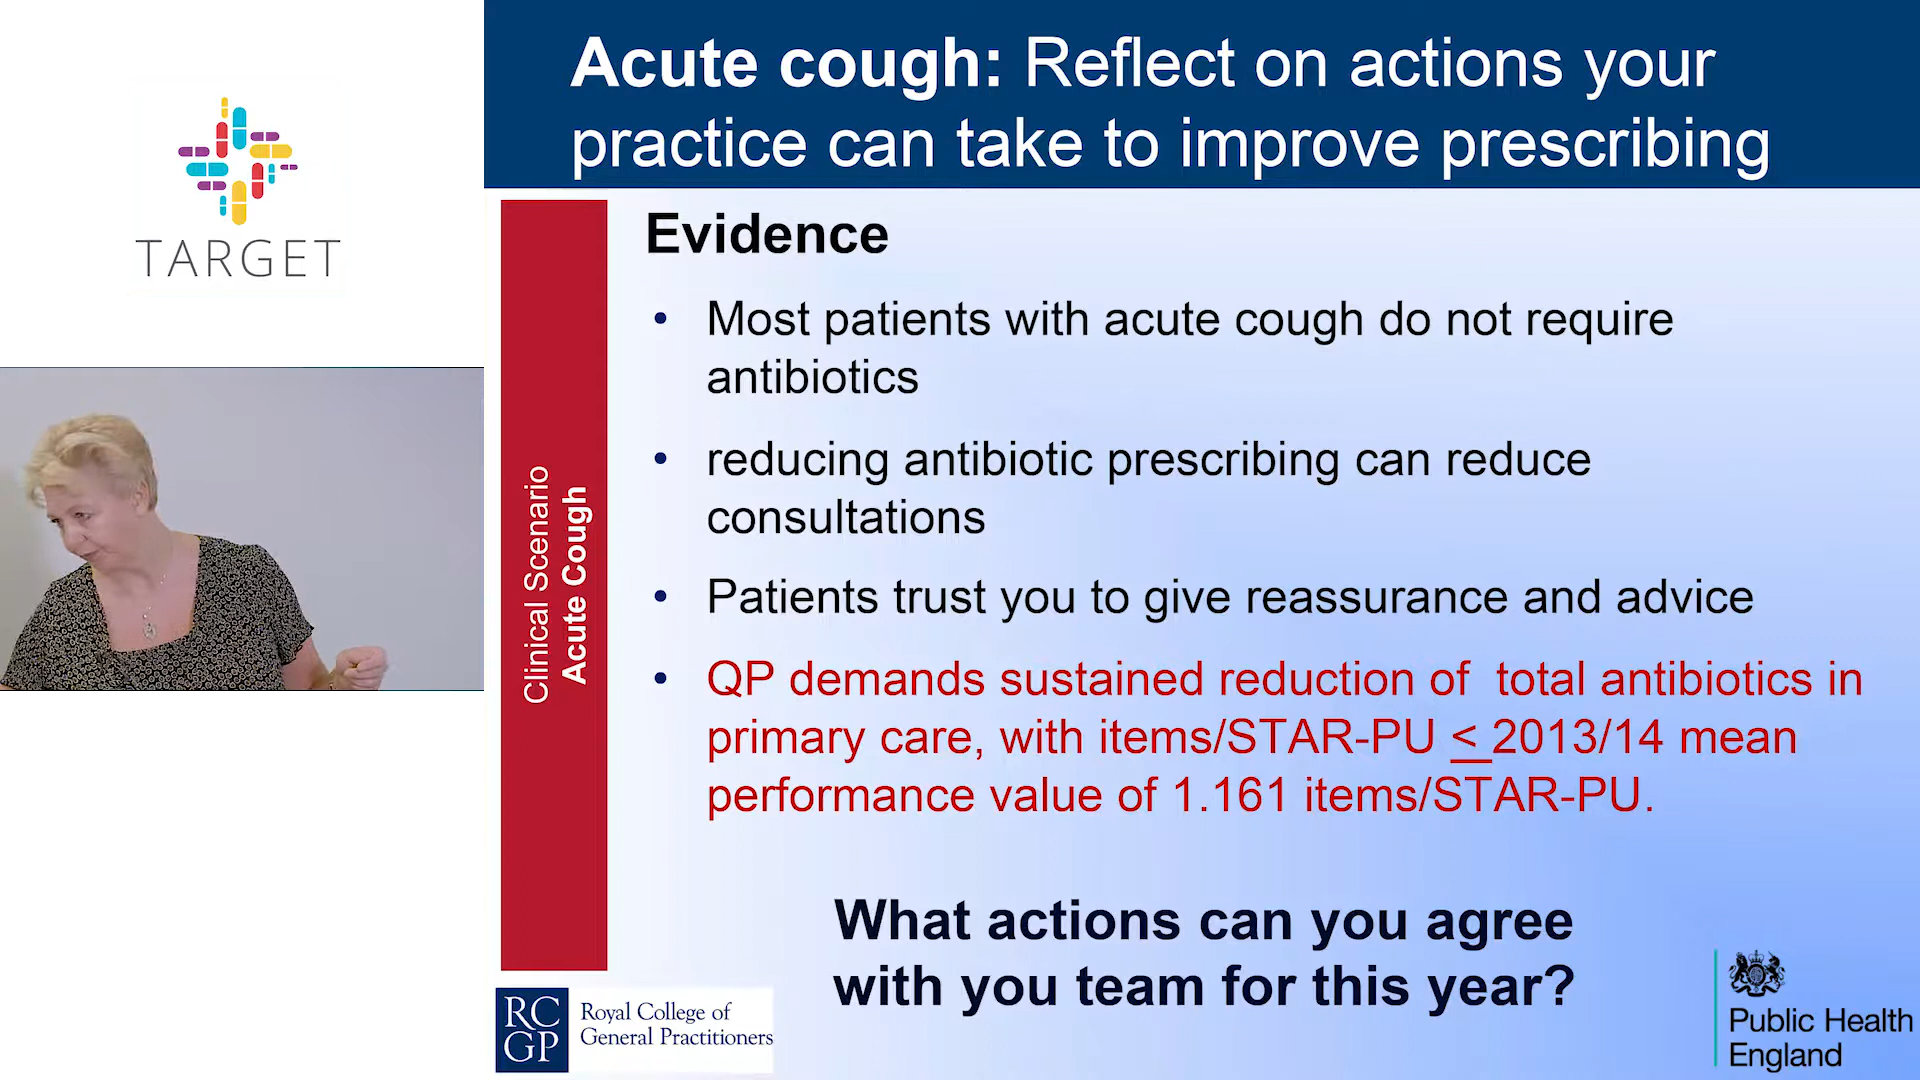 TARGET
Acute cough: Reflect on actions your
practice can take to improve prescribing
Clinical Scenario
Acute Cough
Evidence
• Most patients with acute cough do not require
antibiotics
• reducing antibiotic prescribing can reduce
consultations
• Patients trust you to give reassurance and advice
• QP demands sustained reduction of  total antibiotics in
primary care, with items/STAR-PU ≤ 2013/14 mean
performance value of 1.161 items/STAR-PU.
What actions can you agree
with you team for this year?
RC
GP
Royal College of
General Practitioners
Public Health
England